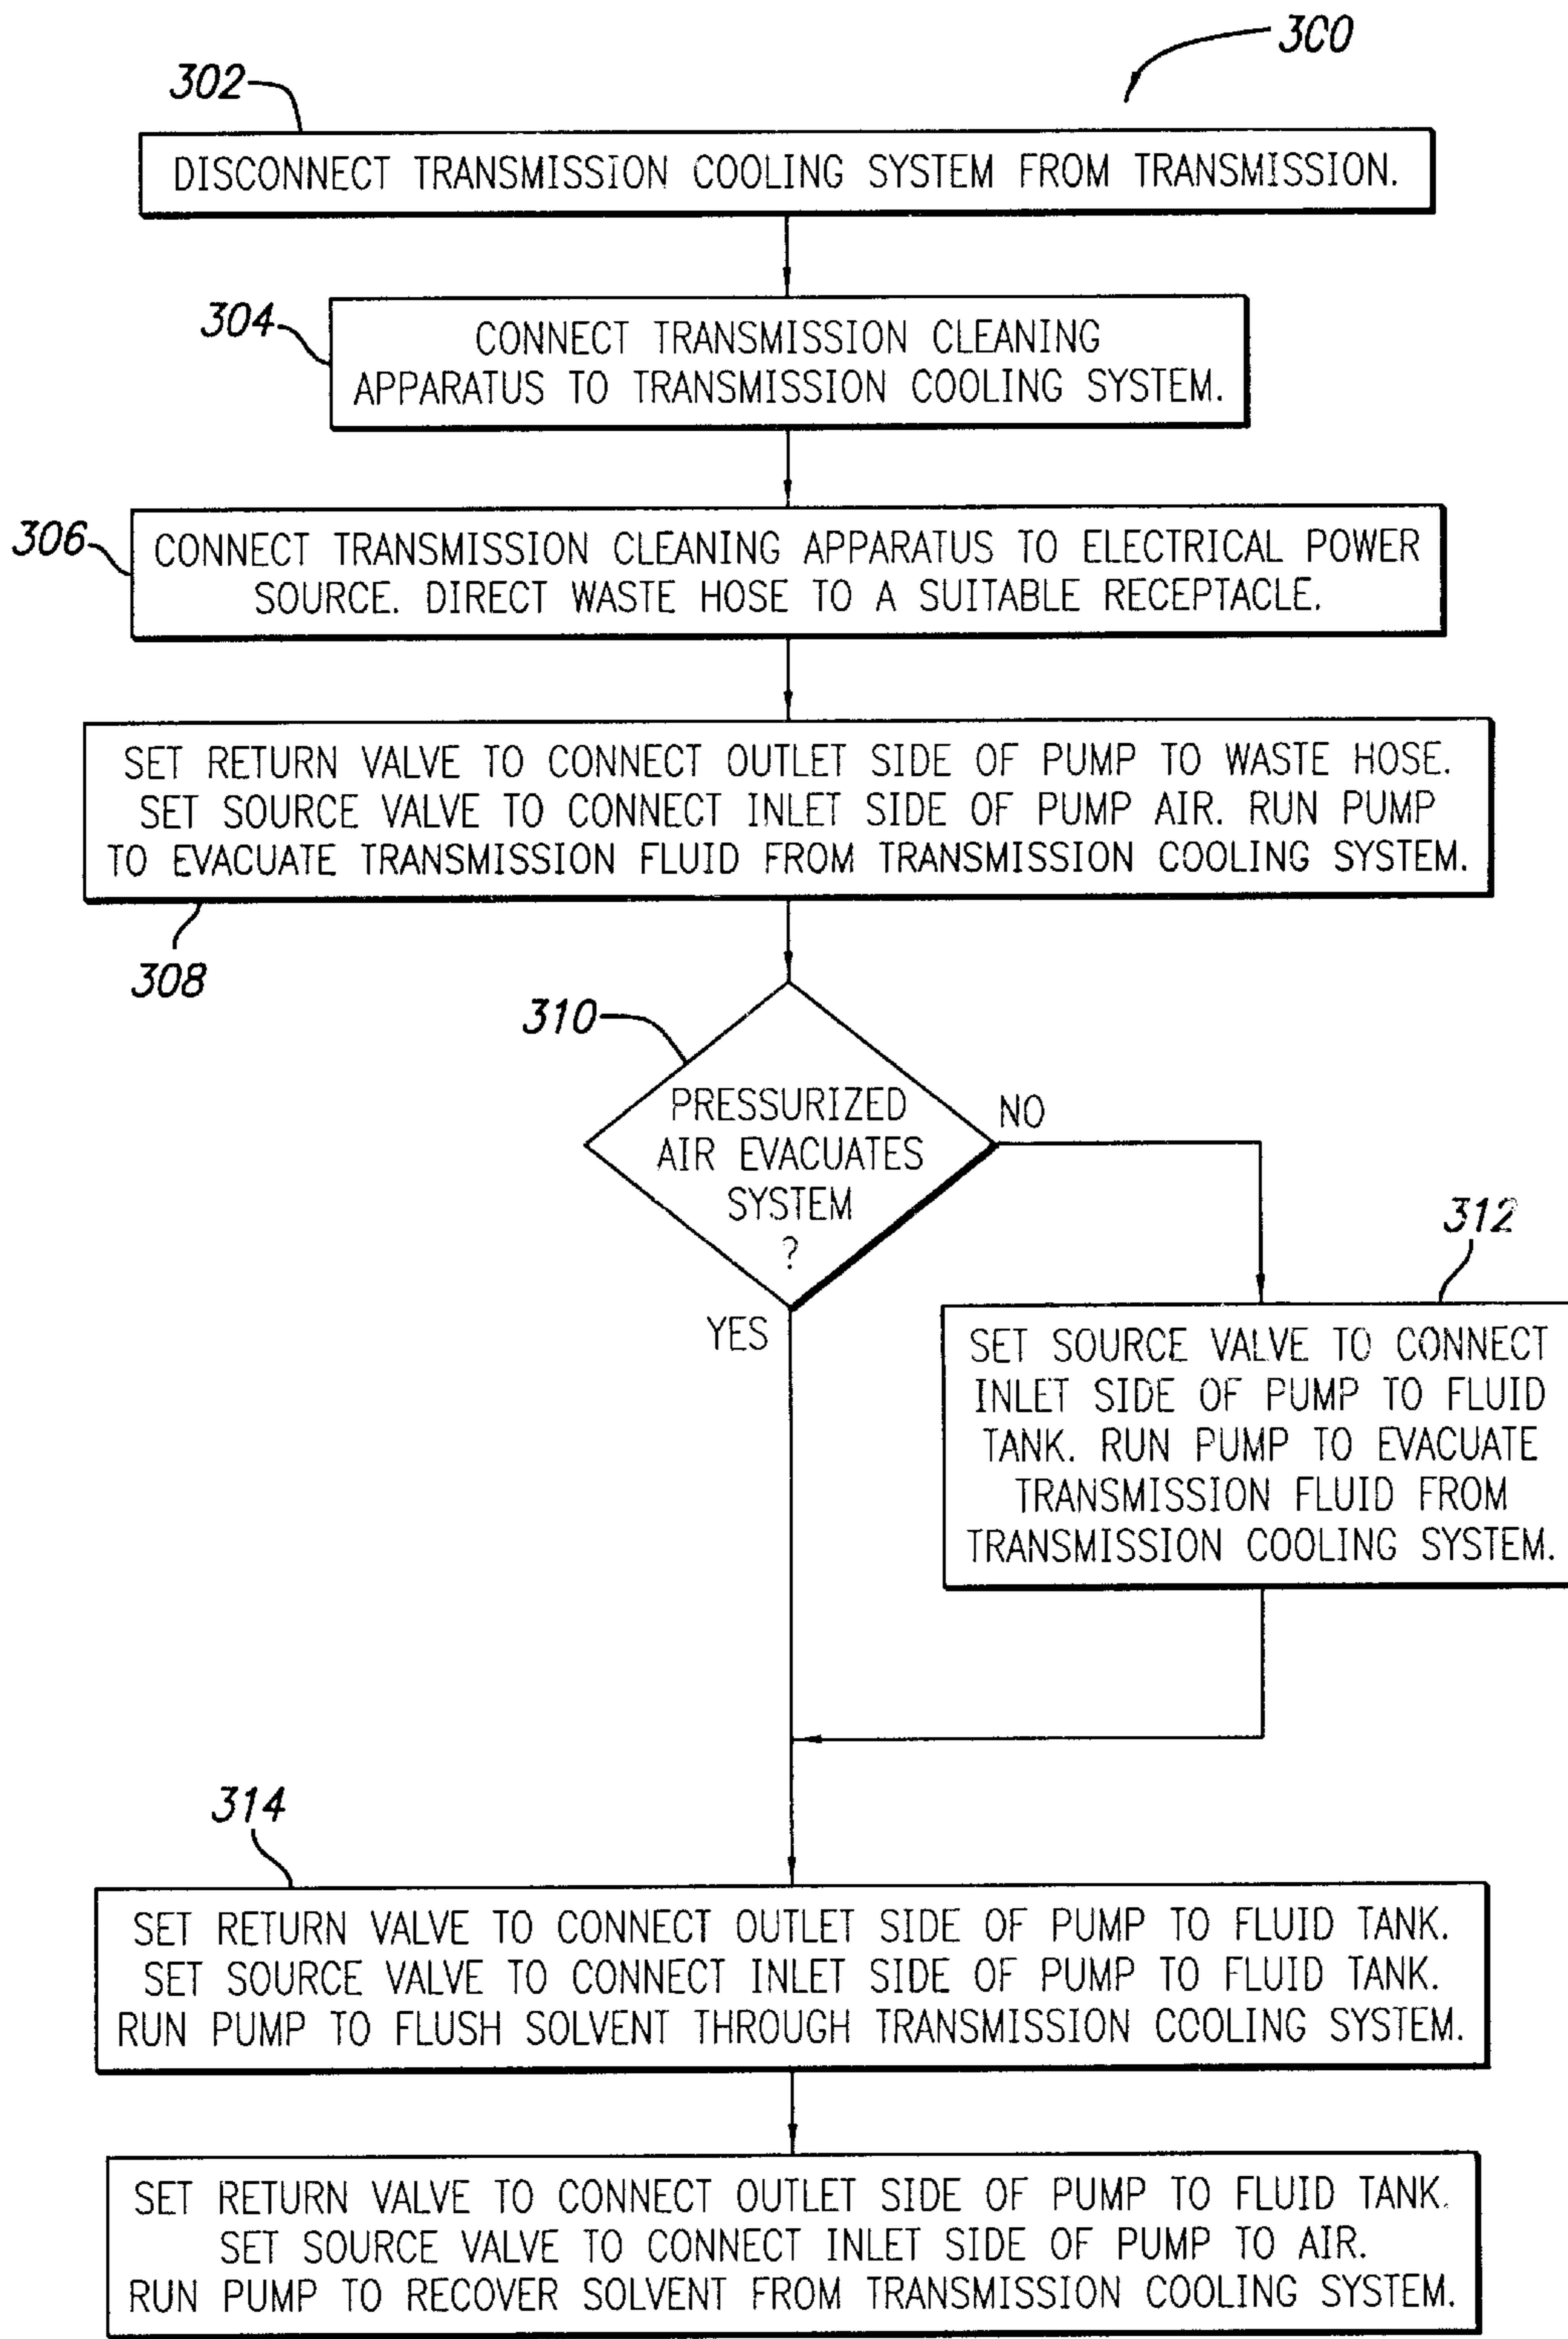 300
302
DISCONNECT TRANSMISSION COOLING SYSTEM FROM TRANSMISSION.
304
CONNECT TRANSMISSION CLEANING
APPARATUS TO TRANSMISSION COOLING SYSTEM.
306
CONNECT TRANSMISSION CLEANING APPARATUS TO ELECTRICAL POWER
SOURCE. DIRECT WASTE HOSE TO A SUITABLE RECEPTACLE.
SET RETURN VALVE TO CONNECT OUTLET SIDE OF PUMP TO WASTE HOSE.
SET SOURCE VALVE TO CONNECT INLET SIDE OF PUMP AIR. RUN PUMP
TO EVACUATE TRANSMISSION FLUID FROM TRANSMISSION COOLING SYSTEM.
308
310
PRESSURIZED
AIR EVACUATES
SYSTEM
?
NO
YES
312
SET SOURCE VALVE TO CONNECT
INLET SIDE OF PUMP TO FLUID
TANK. RUN PUMP TO EVACUATE
TRANSMISSION FLUID FROM
TRANSMISSION COOLING SYSTEM.
314
SET RETURN VALVE TO CONNECT OUTLET SIDE OF PUMP TO FLUID TANK.
SET SOURCE VALVE TO CONNECT INLET SIDE OF PUMP TO FLUID TANK.
RUN PUMP TO FLUSH SOLVENT THROUGH TRANSMISSION COOLING SYSTEM.
SET RETURN VALVE TO CONNECT OUTLET SIDE OF PUMP TO FLUID TANK.
SET SOURCE VALVE TO CONNECT INLET SIDE OF PUMP TO AIR.
RUN PUMP TO RECOVER SOLVENT FROM TRANSMISSION COOLING SYSTEM.